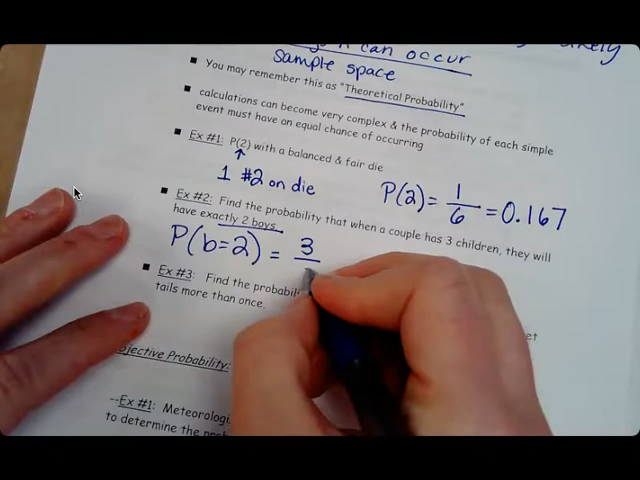 can occur
Sample space
You may remember this as "Theoretical Probability"
calculations can become very complex & the probability of each simple
event must have an equal chance of occurring
Ex #1: P(2) with a balanced & fair die
1 #2 on die
P(2)= 1/6 = 0.167
Ex #2: Find the probability that when a couple has 3 children, they will
have exactly 2 boys.
P(b=2) = 3
Ex #3: Find the
tails more than once.
Probability:
--Ex #1:
to determine the